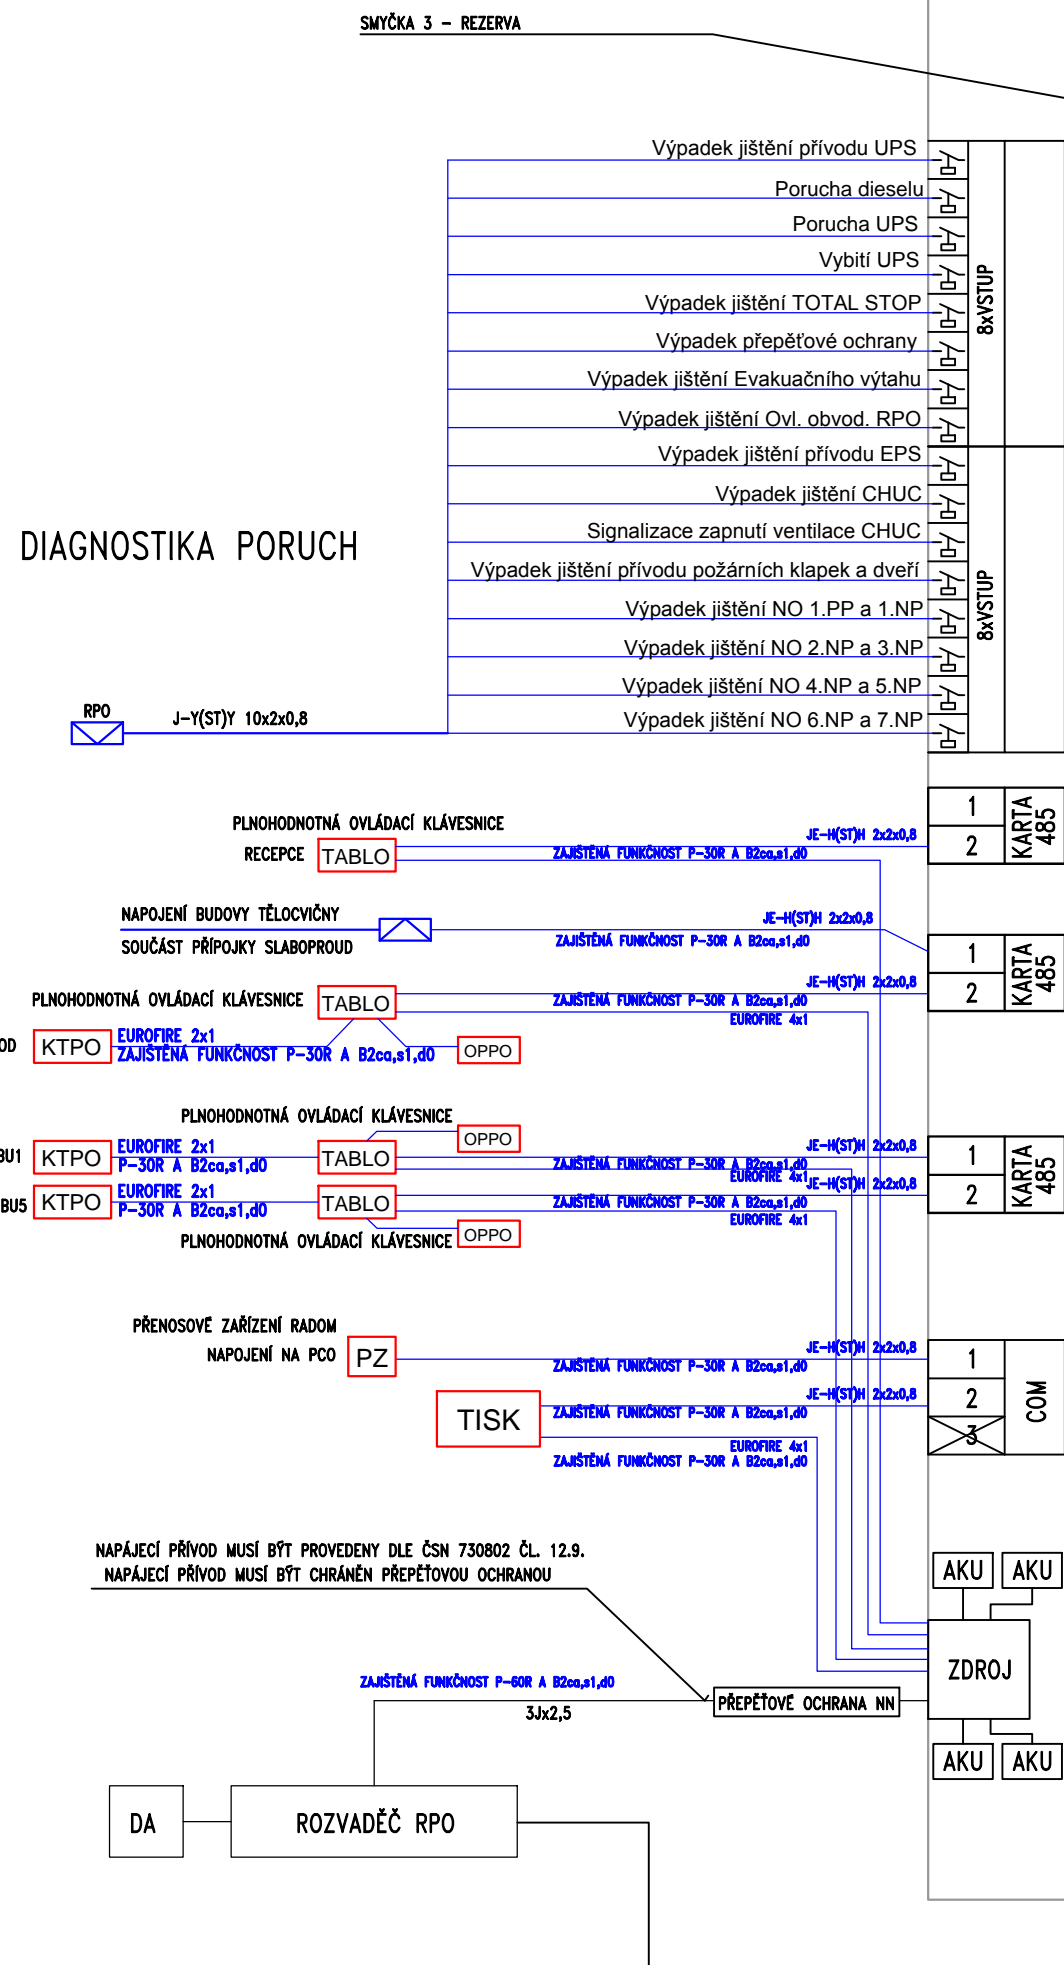 SMYČKA 3 - REZERVA
Výpadek jištění přívodu UPS
Porucha dieselu
Porucha UPS
Vybití UPS
Výpadek jištění TOTAL STOP
Výpadek přepěťové ochrany
Výpadek jištění Evakuačního výtahu
Výpadek jištění Ovl. obvod. RPO
8xVSTUP
Výpadek jištění přívodu EPS
Výpadek jištění CHUC
Signalizace zapnutí ventilace CHUC
Výpadek jištění přívodu požárních klapek a dveří
Výpadek jištění NO 1.PP a 1.NP
Výpadek jištění NO 2.NP a 3.NP
Výpadek jištění NO 4.NP a 5.NP
Výpadek jištění NO 6.NP a 7.NP
8xVSTUP
DIAGNOSTIKA PORUCH
RPO
J-Y(ST)Y 10x2x0,8
PLNOHODNOTNÁ OVLÁDACÍ KLÁVESNICE
RECEPCE
TABLO
JE-H(ST)H 2x2x0,8
ZAJIŠTĚNÁ FUNKČNOST P-30R A B2ca,s1,d0
1
2
KARTA
485
NAPOJENÍ BUDOVY TĚLOCVIČNY
SOUČÁST PŘÍPOJKY SLABOPROUD
JE-H(ST)H 2x2x0,8
ZAJIŠTĚNÁ FUNKČNOST P-30R A B2ca,s1,d0
1
2
KARTA
485
PLNOHODNOTNÁ OVLÁDACÍ KLÁVESNICE
TABLO
JE-H(ST)H 2x2x0,8
ZAJIŠTĚNÁ FUNKČNOST P-30R A B2ca,s1,d0
EUROFIRE 4x1
OD
KTPO
EUROFIRE 2x1
ZAJIŠTĚNÁ FUNKČNOST P-30R A B2ca,s1,d0
OPPO
PLNOHODNOTNÁ OVLÁDACÍ KLÁVESNICE
OPPO
BU1
KTPO
EUROFIRE 2x1
P-30R A B2ca,s1,d0
TABLO
JE-H(ST)H 2x2x0,8
ZAJIŠTĚNÁ FUNKČNOST P-30R A B2ca,s1,d0
EUROFIRE 4x1
1
2
KARTA
485
BU5
KTPO
EUROFIRE 2x1
P-30R A B2ca,s1,d0
TABLO
JE-H(ST)H 2x2x0,8
ZAJIŠTĚNÁ FUNKČNOST P-30R A B2ca,s1,d0
EUROFIRE 4x1
PLNOHODNOTNÁ OVLÁDACÍ KLÁVESNICE
OPPO
PŘENOSOVÉ ZAŘÍZENÍ RADOM
NAPOJENÍ NA PCO
PZ
JE-H(ST)H 2x2x0,8
ZAJIŠTĚNÁ FUNKČNOST P-30R A B2ca,s1,d0
TISK
JE-H(ST)H 2x2x0,8
ZAJIŠTĚNÁ FUNKČNOST P-30R A B2ca,s1,d0
EUROFIRE 4x1
ZAJIŠTĚNÁ FUNKČNOST P-30R A B2ca,s1,d0
1
2
3
COM
NAPÁJECÍ PŘÍVOD MUSÍ BÝT PROVEDENY DLE ČSN 730802 ČL. 12.9.
NAPÁJECÍ PŘÍVOD MUSÍ BÝT CHRÁNĚN PŘEPĚŤOVOU OCHRANOU
AKU
AKU
ZDROJ
ZAJIŠTĚNÁ FUNKČNOST P-60R A B2ca,s1,d0
3Jx2,5
PŘEPĚŤOVÉ OCHRANA NN
AKU
AKU
DA
ROZVADĚČ RPO